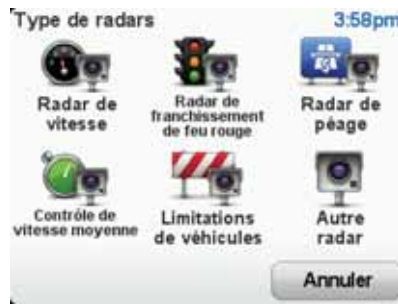 Type de radars 3:58pm
Radar de
vitesse
Radar de
franchissement
de feu rouge
Radar de
péage
Contrôle de
vitesse moyenne
Limitations
de véhicules
Autre
radar
Annuler